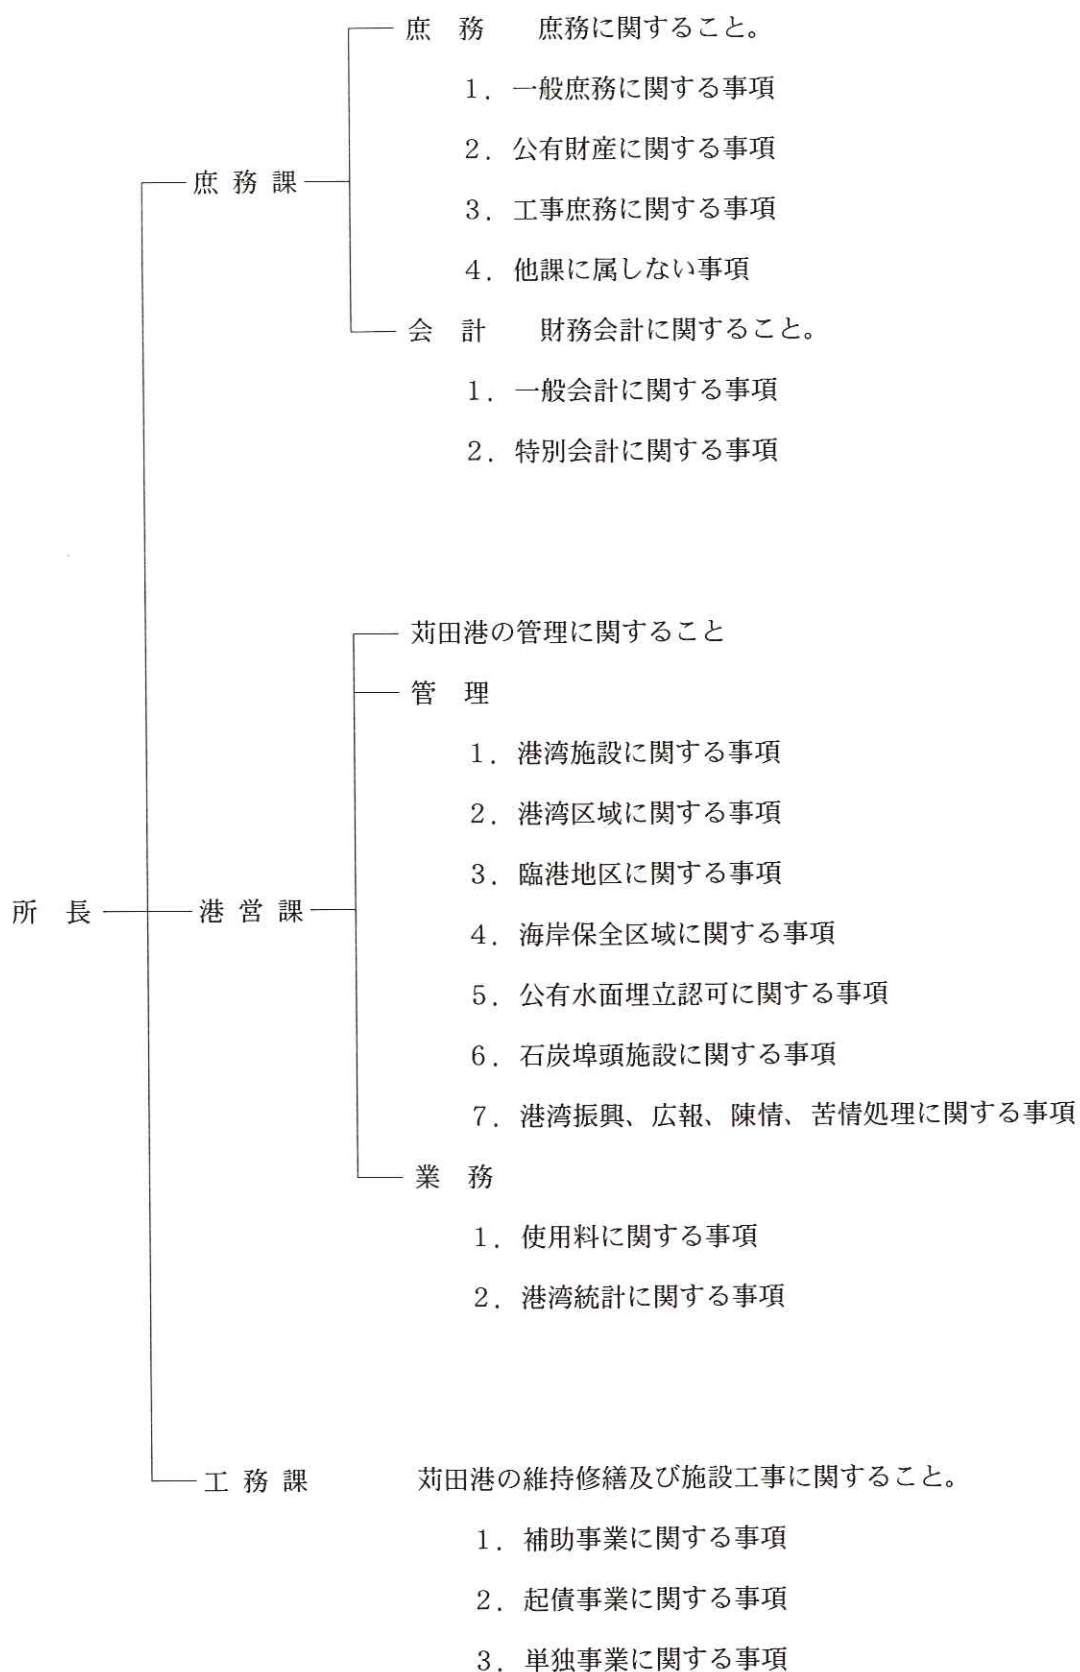 所　長
庶 務 課
庶　務　　庶務に関すること。
１．一般庶務に関する事項
２．公有財産に関する事項
３．工事庶務に関する事項
４．他課に属しない事項
会　計　　財務会計に関すること。
１．一般会計に関する事項
２．特別会計に関する事項
港 営 課
苅田港の管理に関すること
管　理
１．港湾施設に関する事項
２．港湾区域に関する事項
３．臨港地区に関する事項
４．海岸保全区域に関する事項
５．公有水面埋立認可に関する事項
６．石炭埠頭施設に関する事項
７．港湾振興、広報、陳情、苦情処理に関する事項
業　務
１．使用料に関する事項
２．港湾統計に関する事項
工 務 課　　苅田港の維持修繕及び施設工事に関すること。
１．補助事業に関する事項
２．起債事業に関する事項
３．単独事業に関する事項